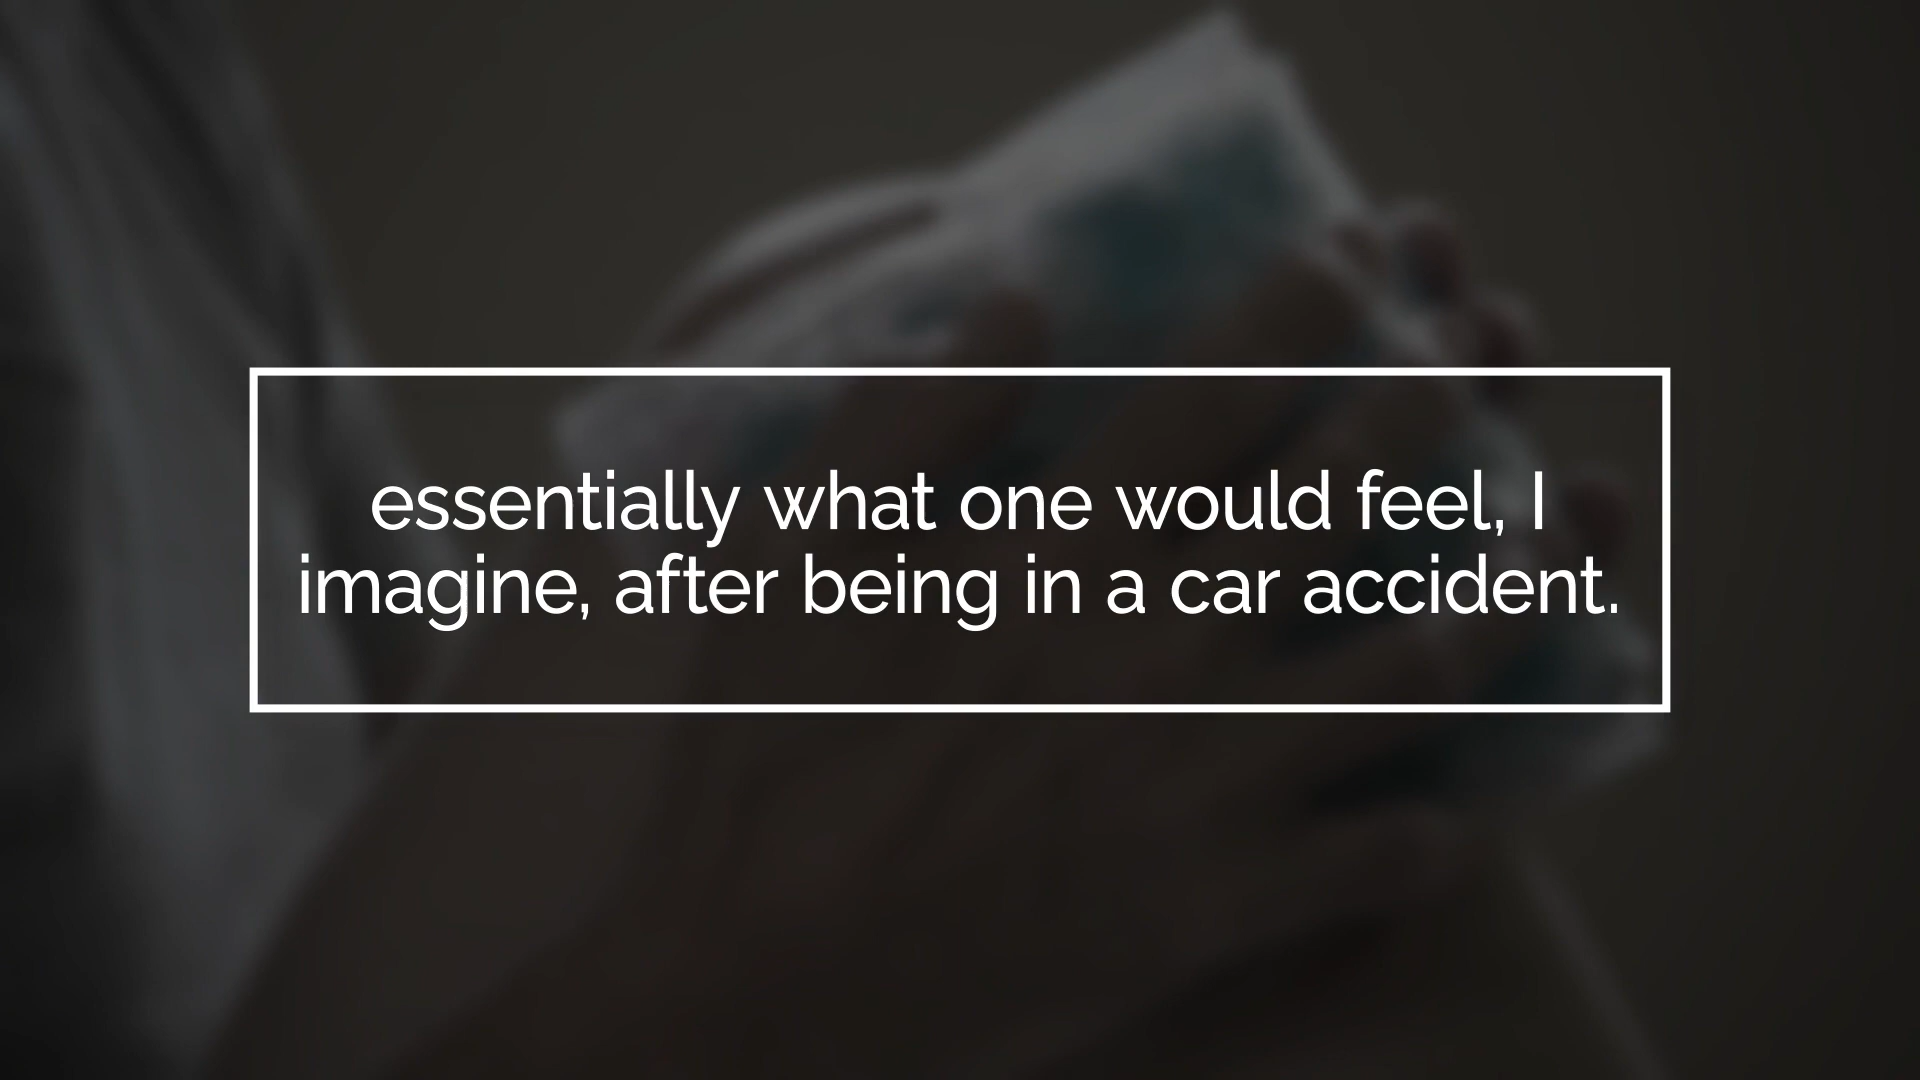 essentially what one would feel, I
imagine, after being in a car accident.